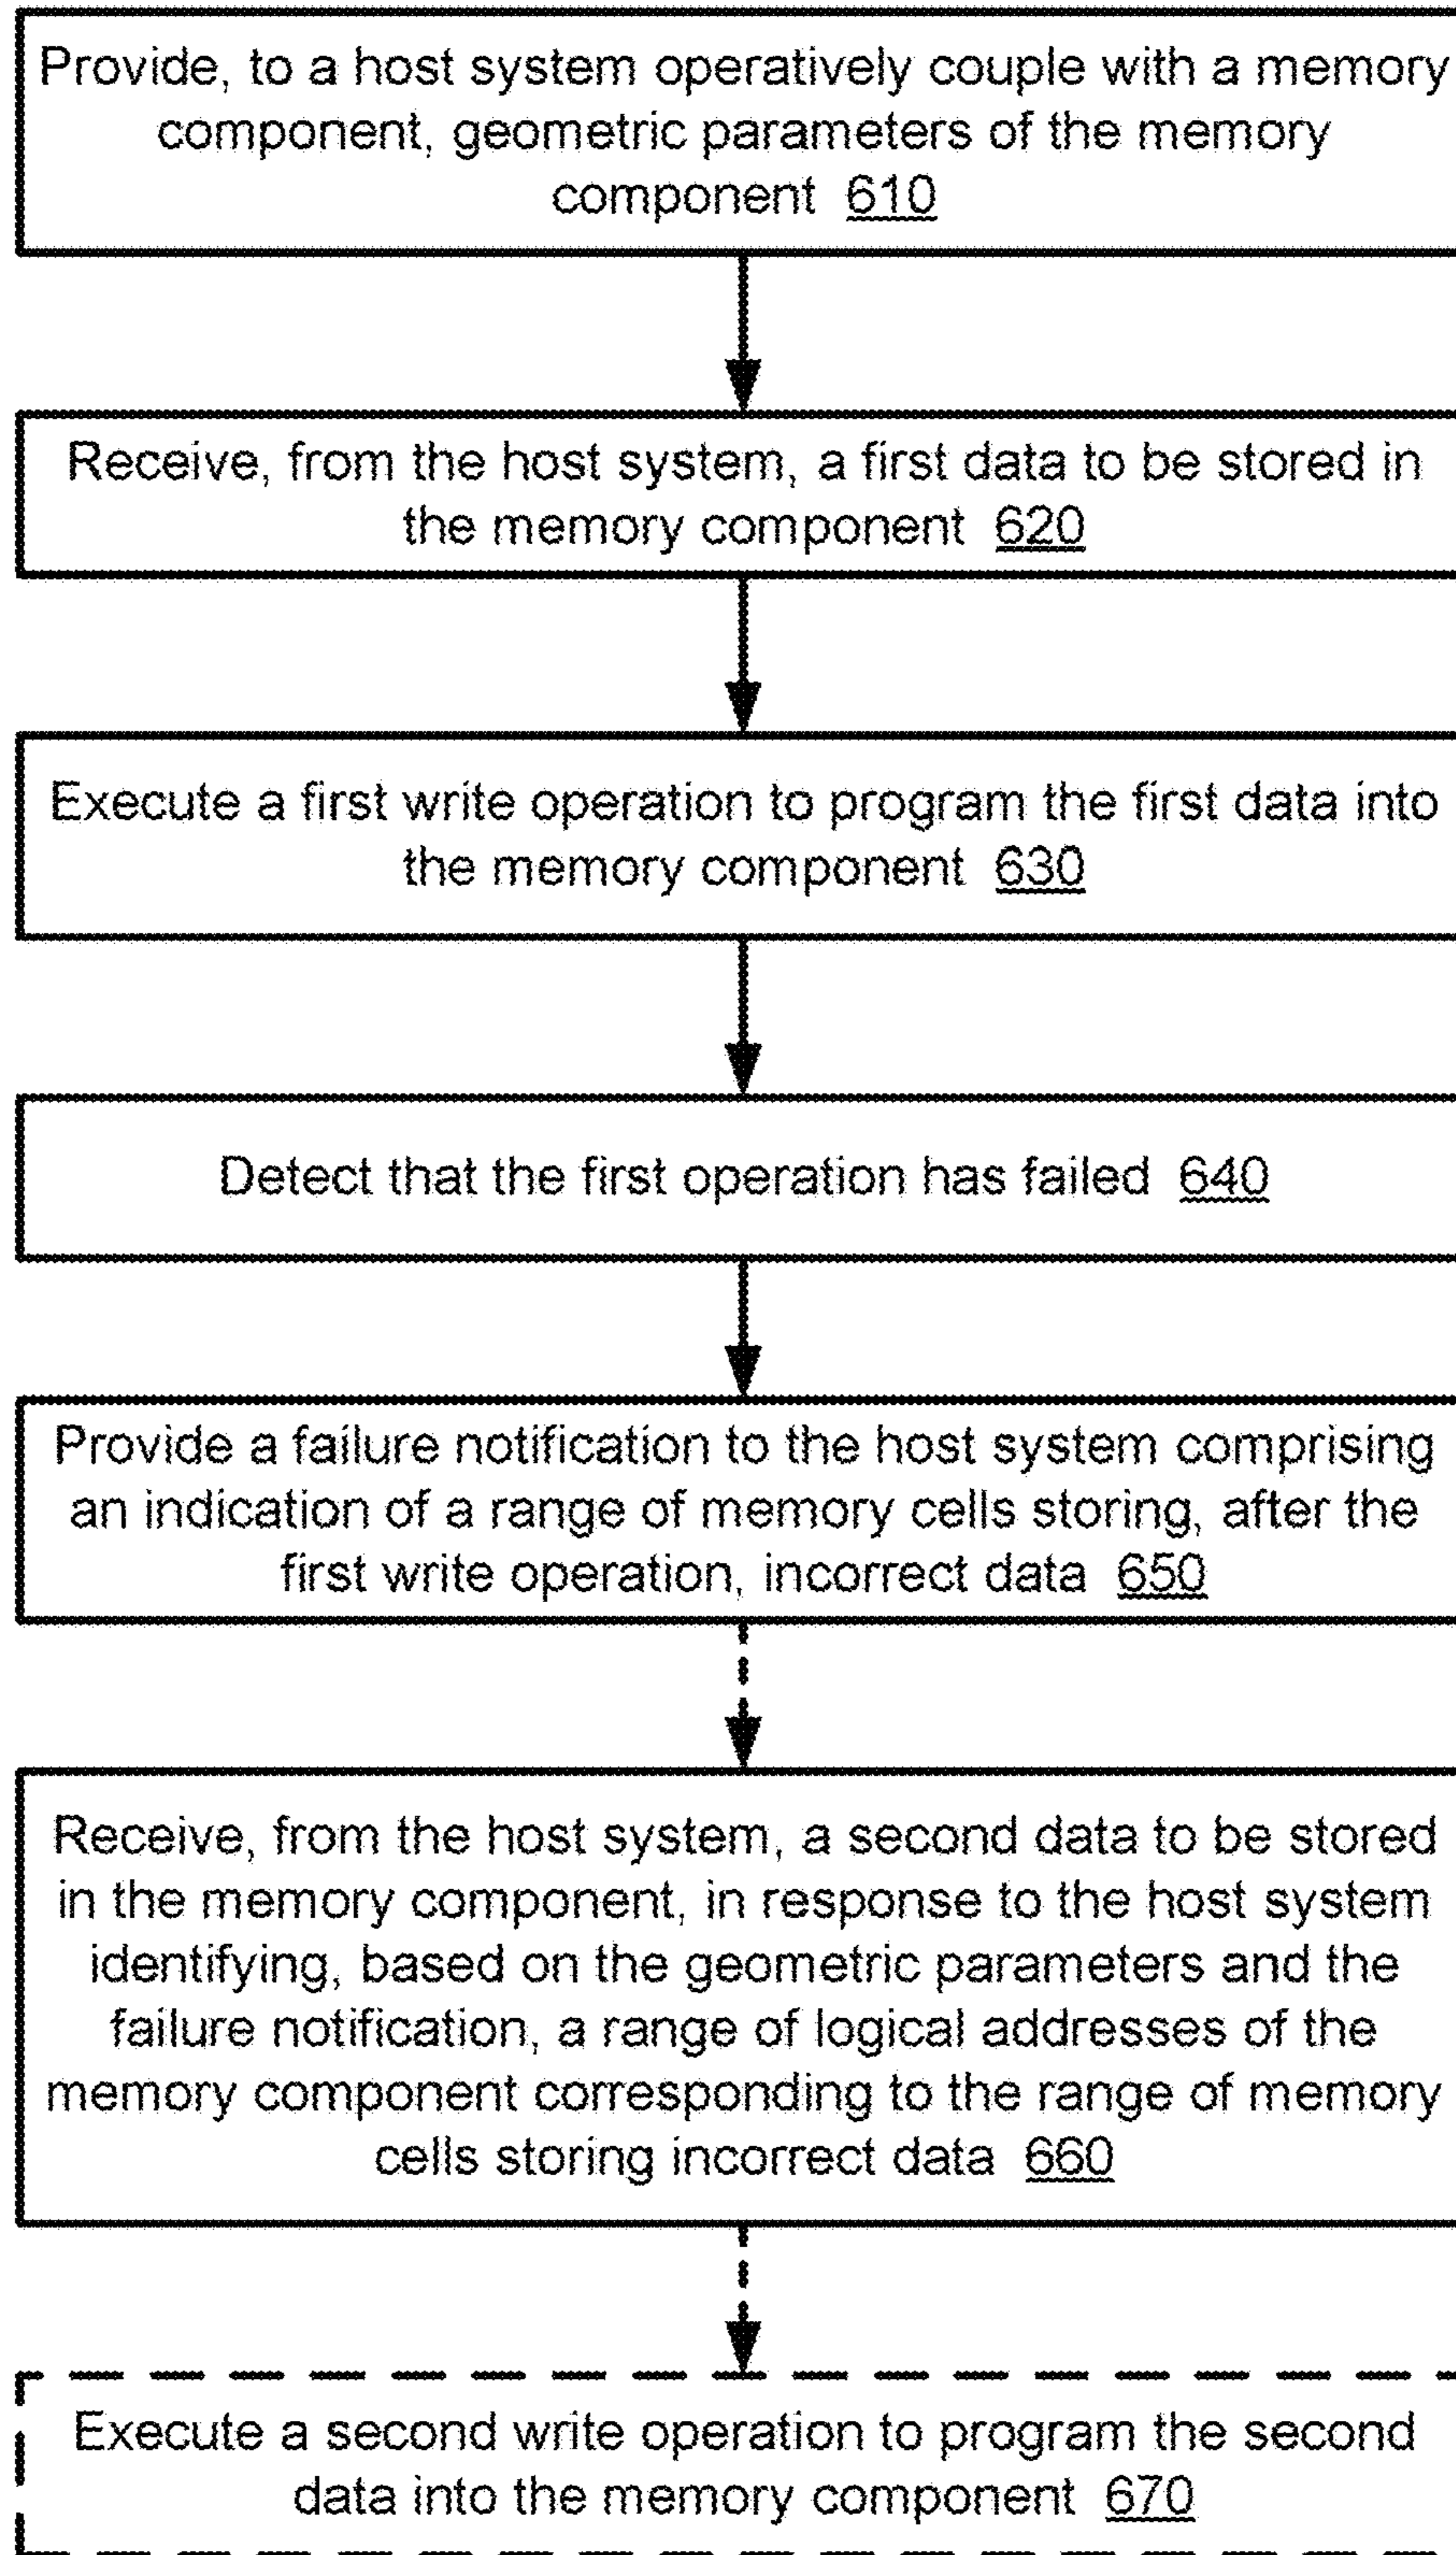 Provide, to a host system operatively couple with a memory
component, geometric parameters of the memory
component 610
Receive, from the host system, a first data to be stored in
the memory component 620
Execute a first write operation to program the first data into
the memory component 630
Detect that the first operation has failed 640
Provide a failure notification to the host system comprising
an indication of a range of memory cells storing, after the
first write operation, incorrect data 650
Receive, from the host system, a second data to be stored
in the memory component, in response to the host system
identifying, based on the geometric parameters and the
failure notification, a range of logical addresses of the
memory component corresponding to the range of memory
cells storing incorrect data 660
Execute a second write operation to program the second
data into the memory component 670